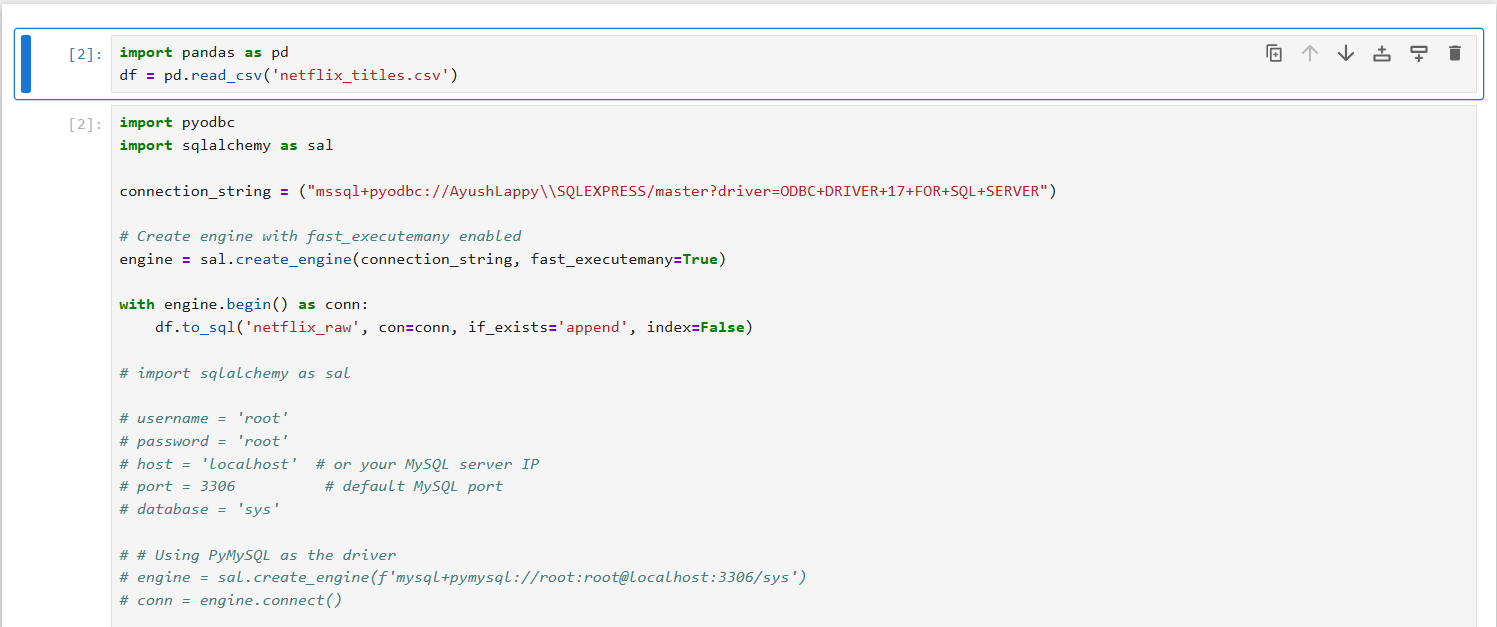 [2]:
import pandas as pd
df = pd.read_csv('netflix_titles.csv')
[2]:
import pyodbc
import sqlalchemy as sal
connection_string = ("mssql+pyodbc://AyushLappy\\SQLEXPRESS/master?driver=ODBC+DRIVER+17+FOR+SQL+SERVER")
# Create engine with fast_executemany enabled
engine = sal.create_engine(connection_string, fast_executemany=True)
with engine.begin() as conn:
    df.to_sql('netflix_raw', con=conn, if_exists='append', index=False)
# import sqlalchemy as sal
# username = 'root'
# password = 'root'
# host = 'localhost'  # or your MySQL server IP
# port = 3306          # default MySQL port
# database = 'sys'
# # Using PyMySQL as the driver
# engine = sal.create_engine(f'mysql+pymysql://root:root@localhost:3306/sys')
# conn = engine.connect()